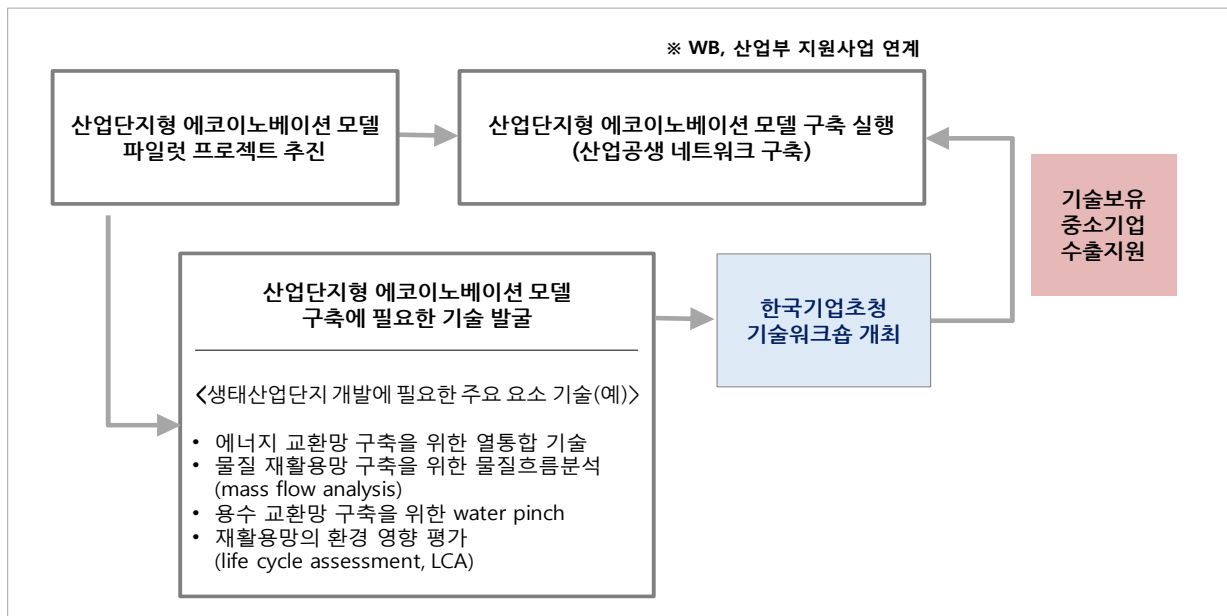 ※ WB, 산업부 지원사업 연계
산업단지형 에코이노베이션 모델
파일럿 프로젝트 추진
산업단지형 에코이노베이션 모델 구축 실행
(산업공생 네트워크 구축)
기술보유
중소기업
수출지원
산업단지형 에코이노베이션 모델
구축에 필요한 기술 발굴
한국기업초청
기술워크숍 개최
<생태산업단지 개발에 필요한 주요 요소 기술(예)>
• 에너지 교환망 구축을 위한 열통합 기술
• 물질 재활용망 구축을 위한 물질흐름분석
(mass flow analysis)
• 용수 교환망 구축을 위한 water pinch
• 재활용망의 환경 영향 평가
(life cycle assessment, LCA)